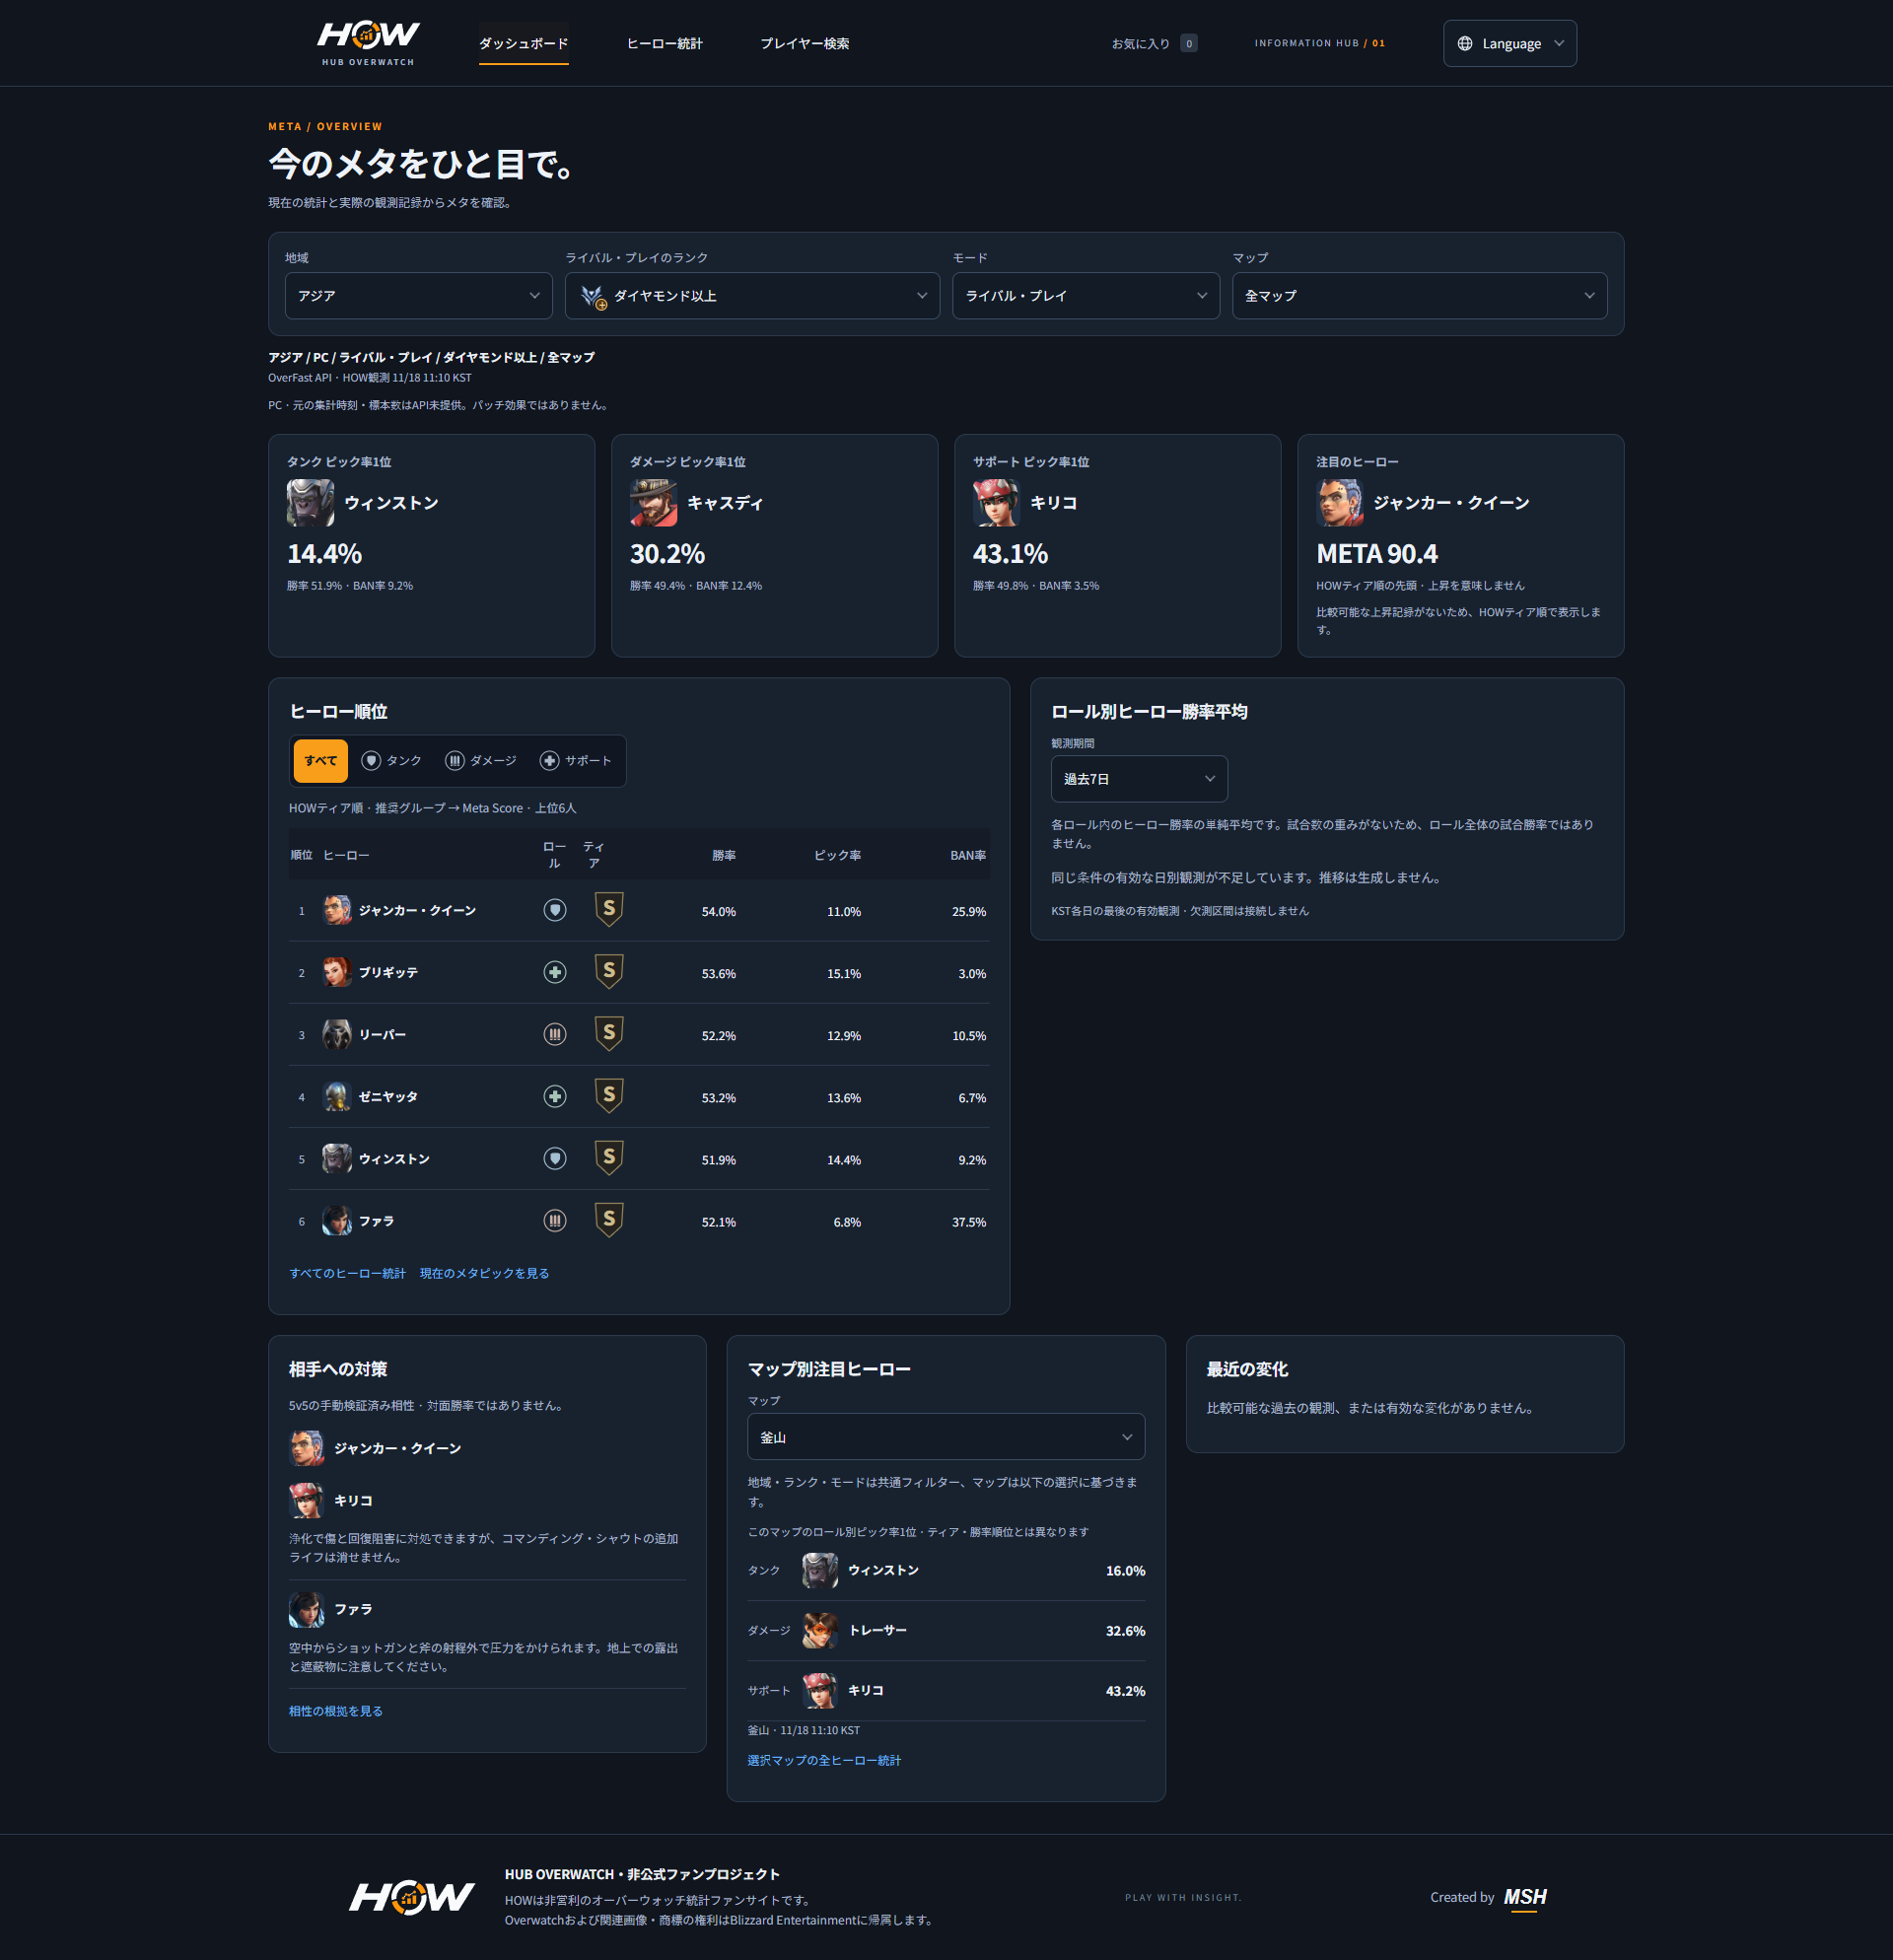 HOW
HUB OVERWATCH
ダッシュボード
ヒーロー統計
プレイヤー検索
お気に入り 0
INFORMATION HUB / 01
Language
META / OVERVIEW
今のメタをひと目で。
現在の統計と実際の観測記録からメタを確認。
地域
ライバル・プレイのランク
モード
マップ
アジア
ダイヤモンド以上
ライバル・プレイ
全マップ
アジア / PC / ライバル・プレイ / ダイヤモンド以上 / 全マップ
OverFast API · HOW観測 11/18 11:10 KST
PC · 元の集計時刻・標本数はAPI未提供。パッチ効果ではありません。
タンク ピック率1位
ウィンストン
14.4%
勝率 51.9% · BAN率 9.2%
ダメージ ピック率1位
キャスディ
30.2%
勝率 49.4% · BAN率 12.4%
サポート ピック率1位
キリコ
43.1%
勝率 49.8% · BAN率 3.5%
注目のヒーロー
ジャンカー・クイーン
META 90.4
HOWティア順の先頭 · 上昇を意味しません
比較可能な上昇記録がないため、HOWティア順で表示しま
す。
ヒーロー順位
すべて タンク ダメージ サポート
HOWティア順 · 推奨グループ → Meta Score · 上位6人
順位 ヒーロー ロー
ル ティ
ア 勝率 ピック率 BAN率
1 ジャンカー・クイーン S 54.0% 11.0% 25.9%
2 ブリギッテ S 53.6% 15.1% 3.0%
3 リーパー S 52.2% 12.9% 10.5%
4 ゼニヤッタ S 53.2% 13.6% 6.7%
5 ウィンストン S 51.9% 14.4% 9.2%
6 ファラ S 52.1% 6.8% 37.5%
すべてのヒーロー統計 現在のメタピックを見る
ロール別ヒーロー勝率平均
観測期間
過去7日
各ロール内のヒーロー勝率の単純平均です。試合数の重みがないため、ロール全体の試合勝率ではあり
ません。
同じ条件の有効な日別観測が不足しています。推移は生成しません。
KST各日の最後の有効観測 · 欠測区間は接続しません
相手への対策
5v5の手動検証済み相性 · 対面勝率ではありません。
ジャンカー・クイーン
キリコ
浄化で傷と回復阻害に対処できますが、コマンディング・シャウトの追加
ライフは消せません。
ファラ
空中からショットガンと斧の射程外で圧力をかけられます。地上での露出
と遮蔽物に注意してください。
相性の根拠を見る
マップ別注目ヒーロー
マップ
釜山
地域・ランク・モードは共通フィルター、マップは以下の選択に基づきま
す。
このマップのロール別ピック率1位 · ティア・勝率順位とは異なります
タンク ウィンストン 16.0%
ダメージ トレーサー 32.6%
サポート キリコ 43.2%
釜山 · 11/18 11:10 KST
選択マップの全ヒーロー統計
最近の変化
比較可能な過去の観測、または有効な変化がありません。
HOW
HUB OVERWATCH・非公式ファンプロジェクト
HOWは非営利のオーバーウォッチ統計ファンサイトです。
Overwatchおよび関連画像・商標の権利はBlizzard Entertainmentに帰属します。
PLAY WITH INSIGHT.
Created by MSH